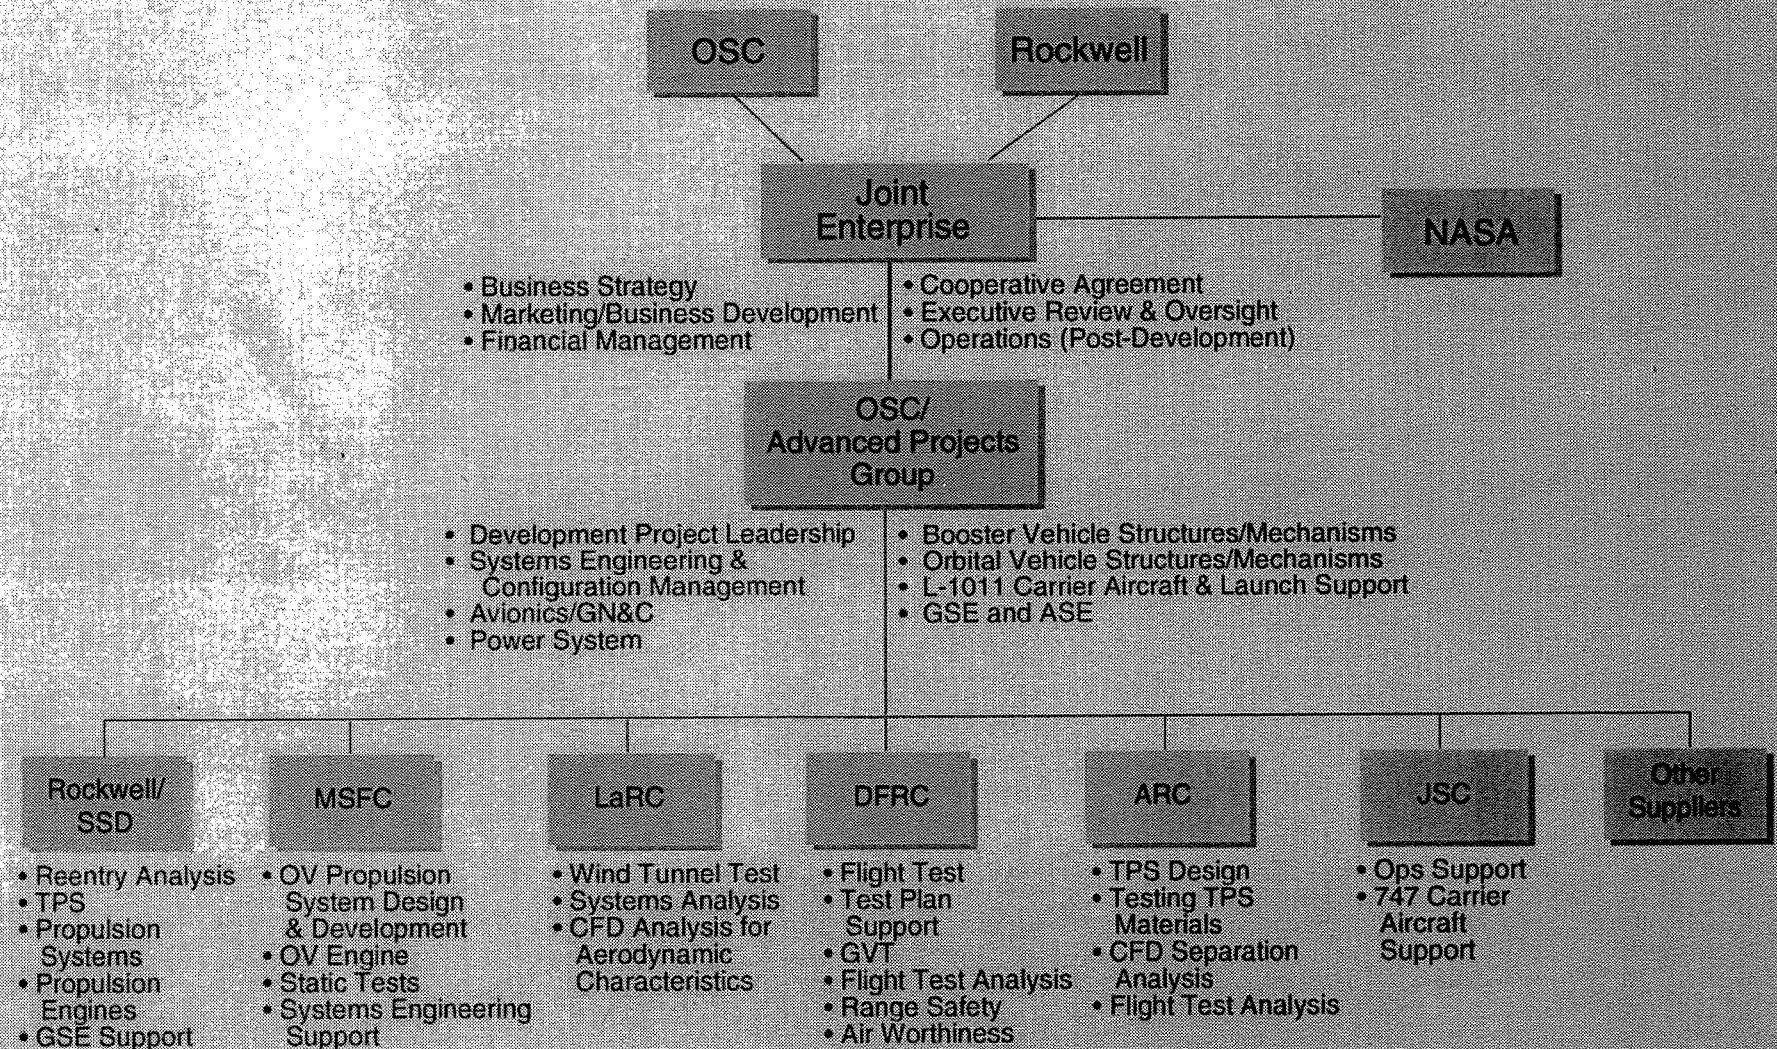 OSC
Rockwell
Joint
Enterprise
NASA
• Business Strategy
• Marketing/Business Development
• Financial Management
• Cooperative Agreement
• Executive Review & Oversight
• Operations (Post-Development)
OSC/
Advanced Projects
Group
• Development Project Leadership
• Systems Engineering &
Configuration Management
• Avionics/GN&C
• Power System
• Booster Vehicle Structures/Mechanisms
• Orbital Vehicle Structures/Mechanisms
• L-1011 Carrier Aircraft & Launch Support
• GSE and ASE
Rockwell/
SSD
• Reentry Analysis
• TPS
• Propulsion
Systems
• Propulsion
Engines
• GSE Support
MSFC
• OV Propulsion
System Design
& Development
• OV Engine
• Static Tests
• Systems Engineering
Support
LaRC
• Wind Tunnel Test
• Systems Analysis
• CFD Analysis for
Aerodynamic
Characteristics
DFRC
• Flight Test
• Test Plan
Support
• GVT
• Flight Test Analysis
• Range Safety
• Air Worthiness
ARC
• TPS Design
• Testing TPS
Materials
• CFD Separation
Analysis
• Flight Test Analysis
JSC
• Ops Support
• 747 Carrier
Aircraft
Support
Other
Suppliers